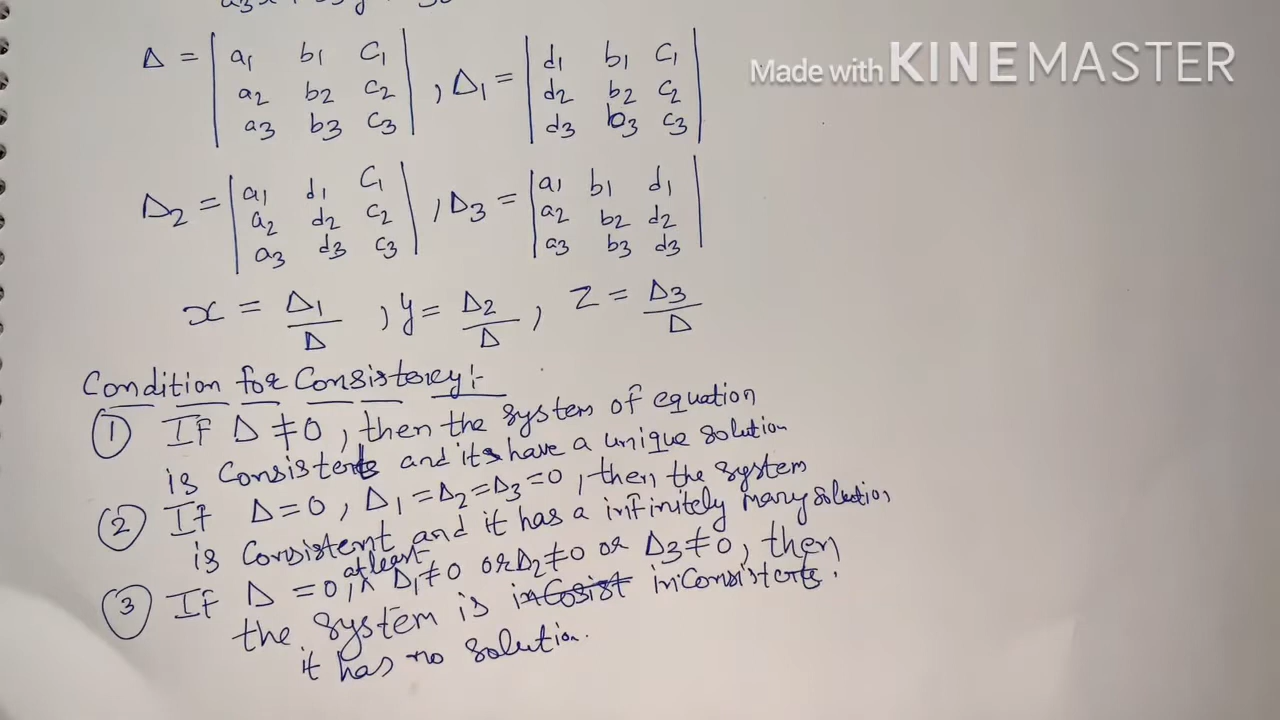 Made with KINEMASTER
Δ = | a1 b1 c1 | , Δ1 = | d1 b1 c1 |
a2 b2 c2 d2 b2 c2
a3 b3 c3 d3 b3 c3
Δ2 = | a1 d1 c1 | , Δ3 = | a1 b1 d1 |
a2 d2 c2 a2 b2 d2
a3 d3 c3 a3 b3 d3
x = Δ1/Δ , y = Δ2/Δ , z = Δ3/Δ
Condition for Consistency:-
① If Δ ≠ 0, then the system of equation
is Consistent and its have a unique solution
② If Δ = 0, Δ1 = Δ2 = Δ3 = 0, then the system
is Consistent and it has a infinitely many solution
③ If Δ = 0, atleast Δ1 ≠ 0 or Δ2 ≠ 0 or Δ3 ≠ 0, then
the system is inConsistent.
it has no solution.